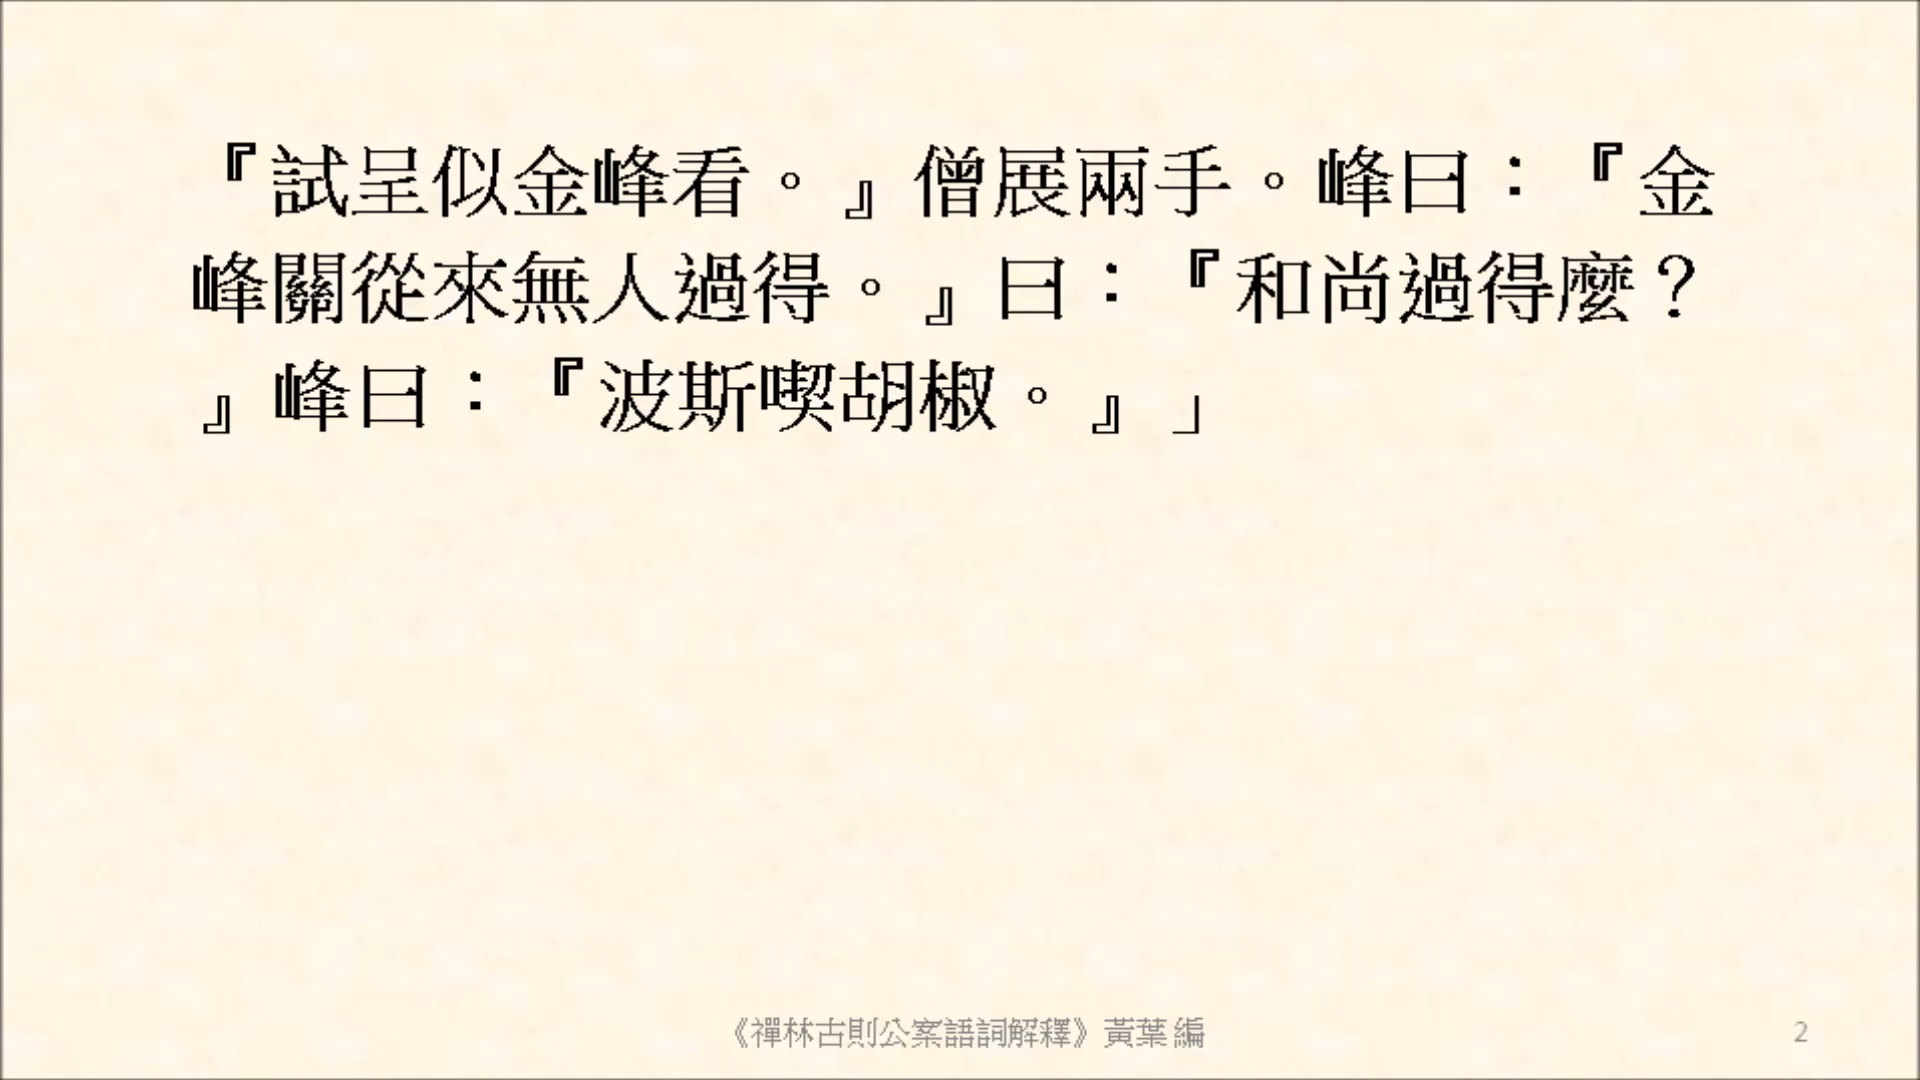 『試呈似金峰看。』僧展兩手。峰曰：『金
峰關從來無人過得。』曰：『和尚過得麼？
』峰曰：『波斯喫胡椒。』」
《禪林古則公案語詞解釋》黃葉 編
2